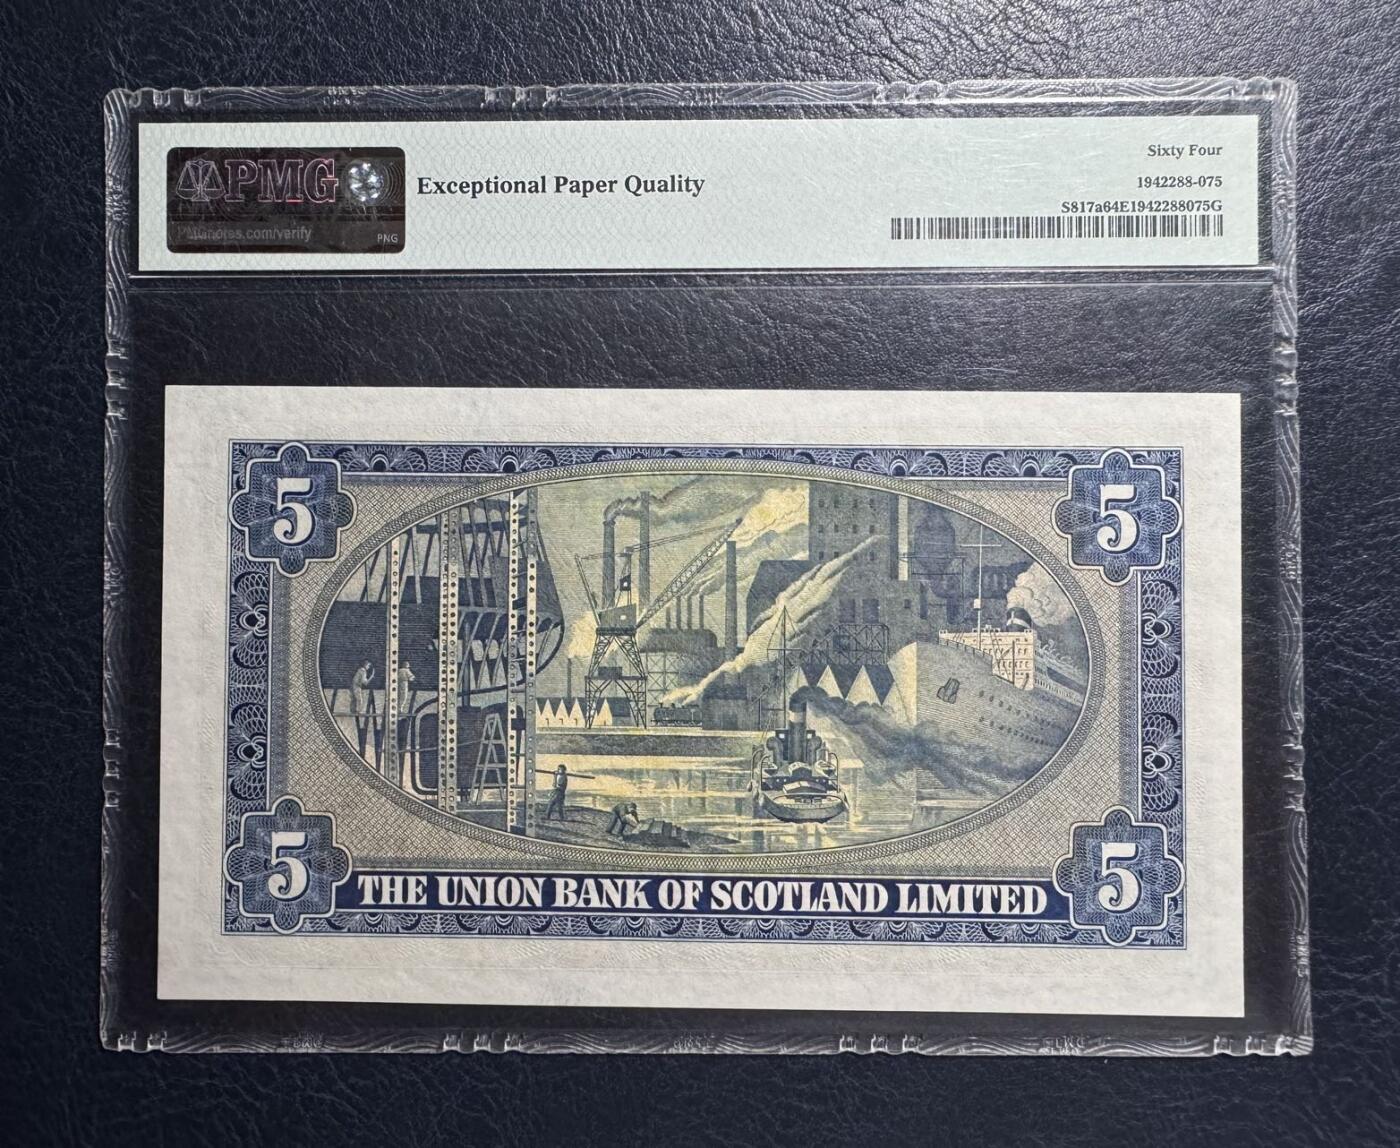 PMG
PMGnotes.com/verify
PNG
Exceptional Paper Quality
Sixty Four
1942288-075
S817a64E1942288075G
5
5
5
5
THE UNION BANK OF SCOTLAND LIMITED